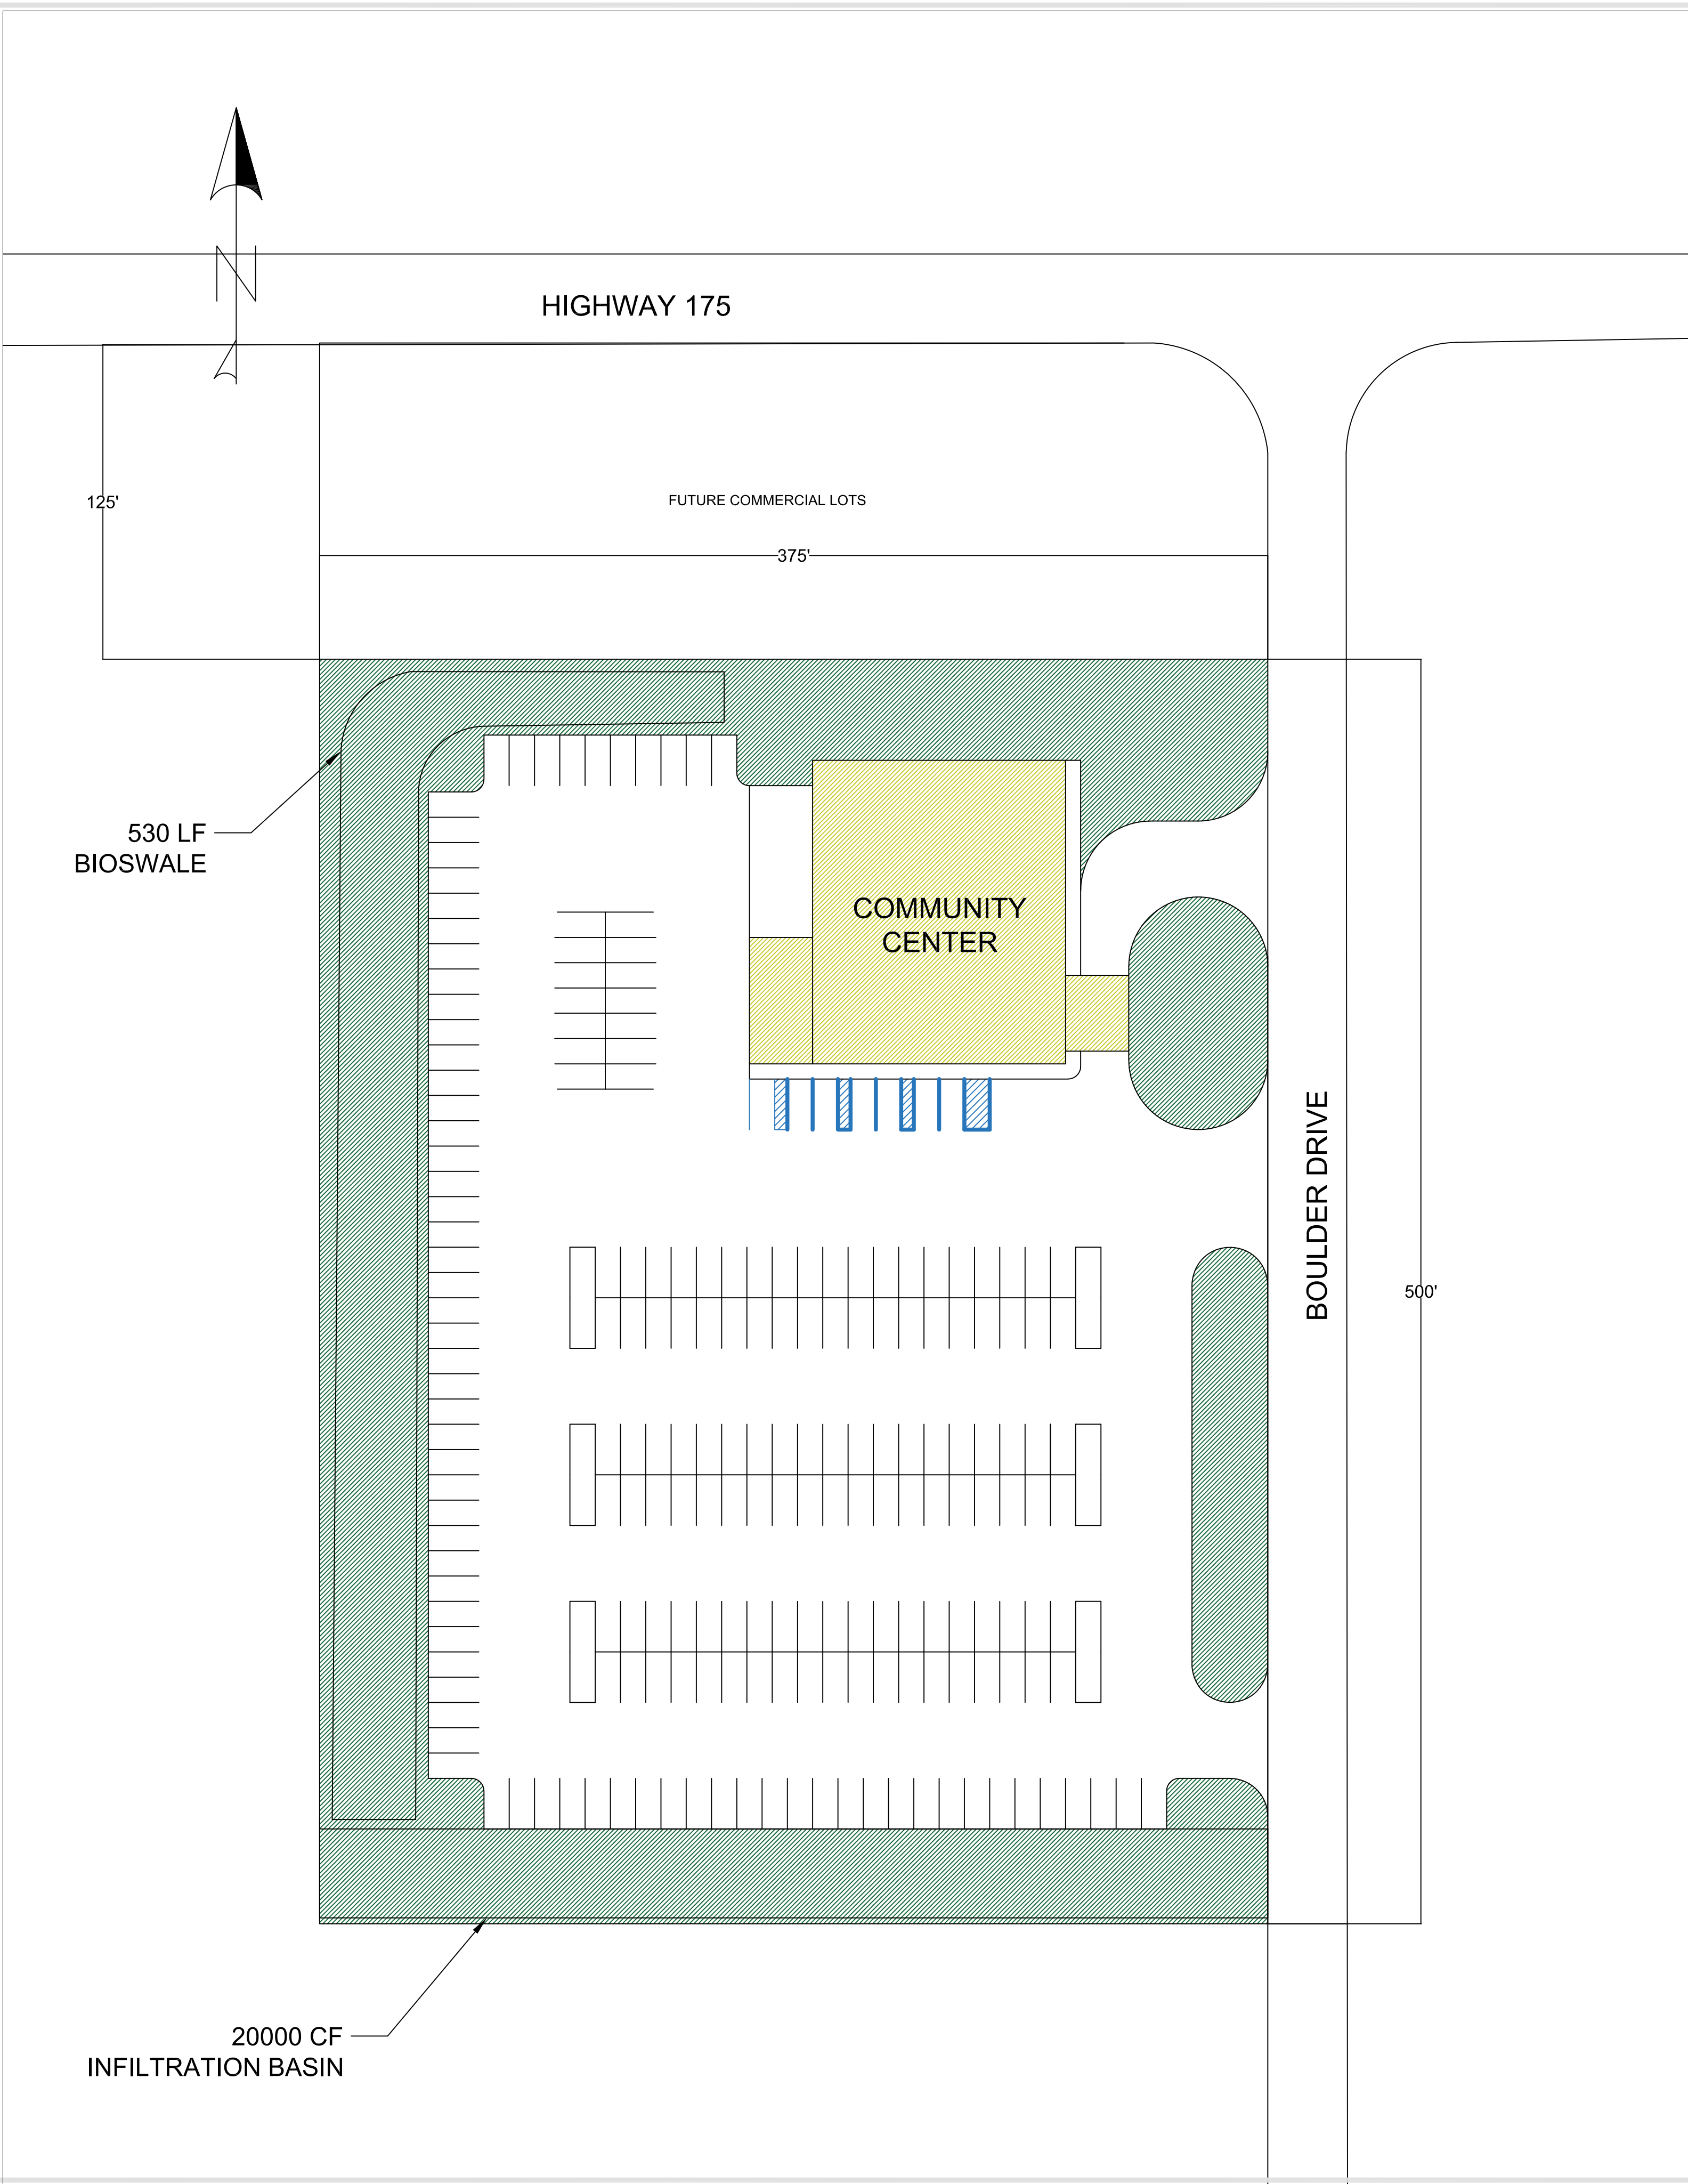 N
HIGHWAY 175
125'
FUTURE COMMERCIAL LOTS
375'
530 LF
BIOSWALE
COMMUNITY
CENTER
BOULDER DRIVE
500'
20000 CF
INFILTRATION BASIN